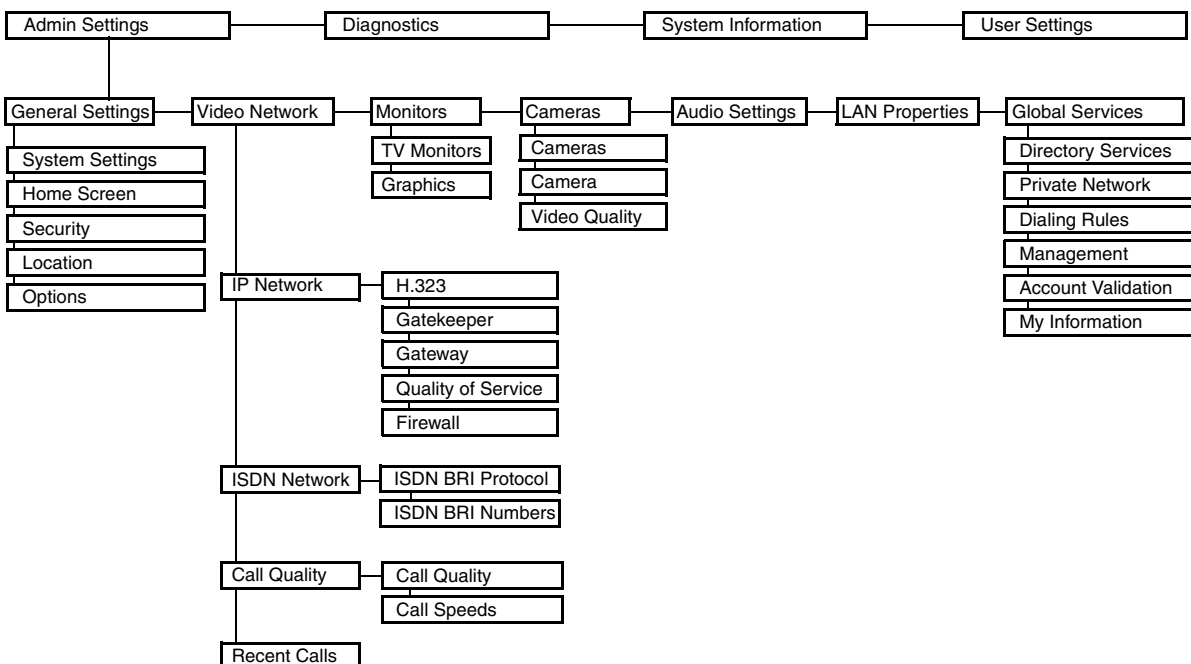 Admin Settings
Diagnostics
System Information
User Settings
General Settings
Video Network
Monitors
Cameras
Audio Settings
LAN Properties
Global Services
System Settings
Home Screen
Security
Location
Options
TV Monitors
Graphics
Cameras
Camera
Video Quality
Directory Services
Private Network
Dialing Rules
Management
Account Validation
My Information
IP Network
H.323
Gatekeeper
Gateway
Quality of Service
Firewall
ISDN Network
ISDN BRI Protocol
ISDN BRI Numbers
Call Quality
Call Quality
Call Speeds
Recent Calls